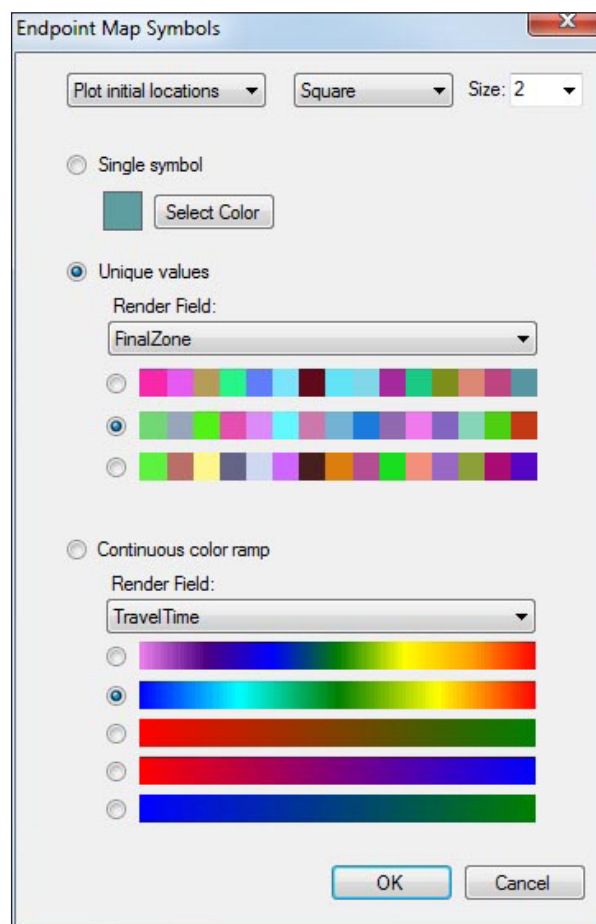 Endpoint Map Symbols
Plot initial locations Square Size: 2
Single symbol
Select Color
Unique values
Render Field:
FinalZone
Continuous color ramp
Render Field:
TravelTime
OK Cancel